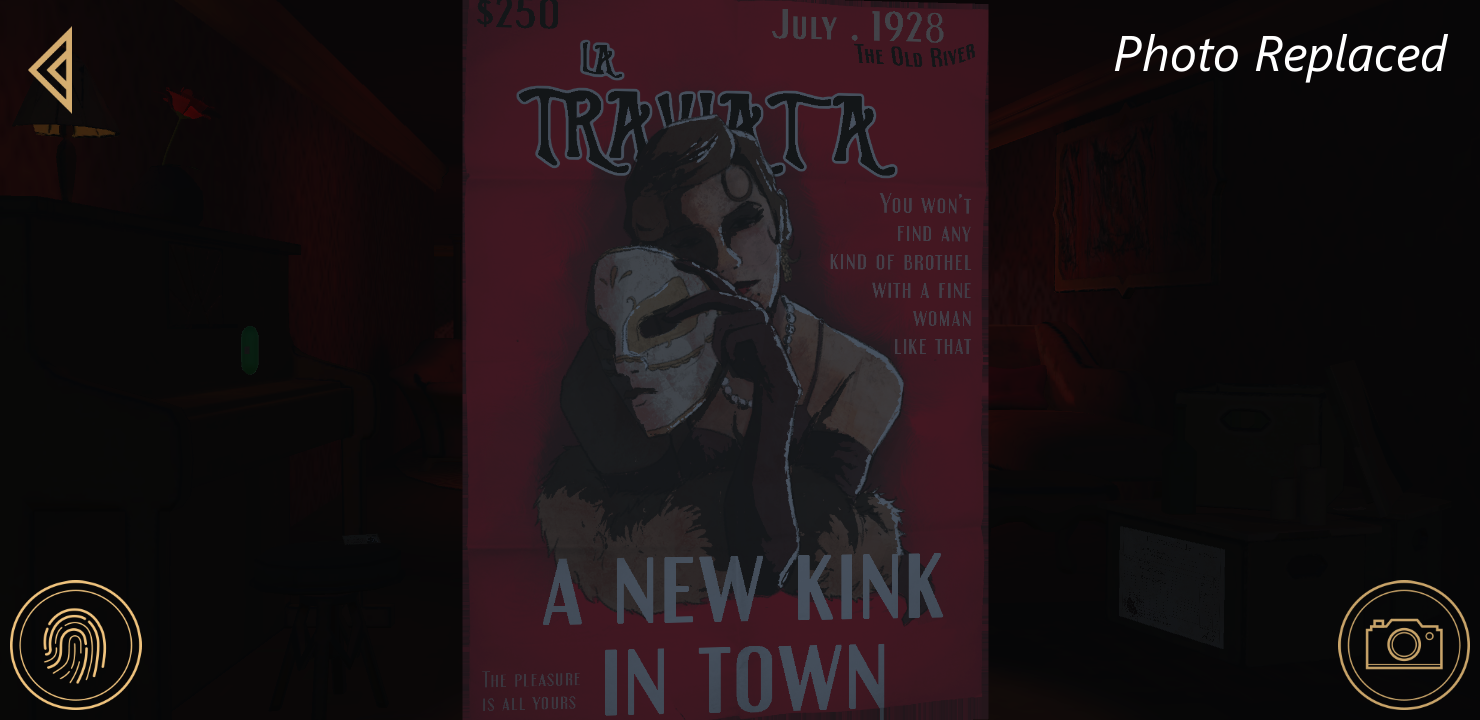 $250
July . 1928
The Old River
LA
TRAVIATA
You won't
find any
kind of brothel
with a fine
woman
like that
A NEW KINK
IN TOWN
The pleasure
is all yours
Photo Replaced